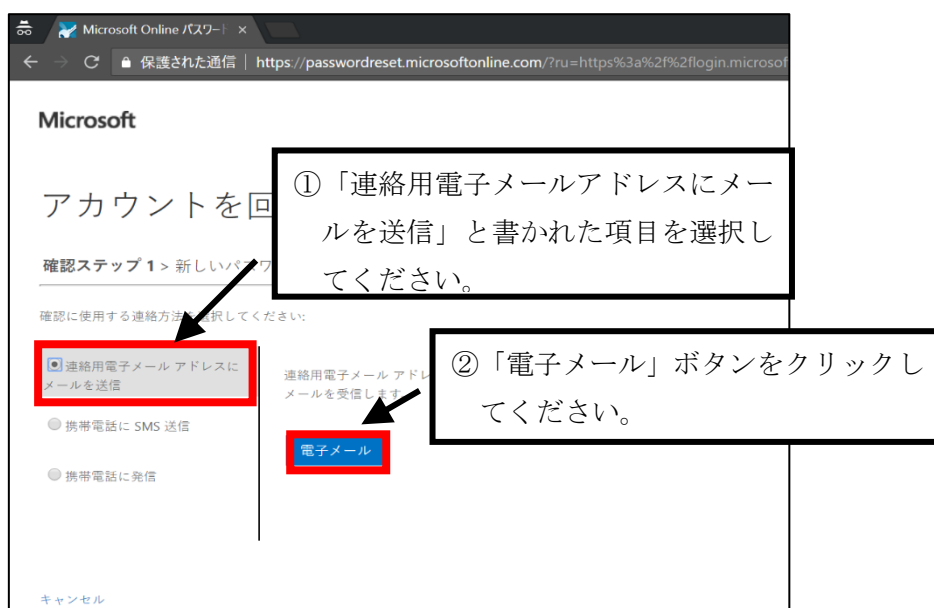 Microsoft Online パスワード
保護された通信 | https://passwordreset.microsoftonline.com/?ru=https%3a%2f%2flogin.microsof
Microsoft
アカウントを回
①「連絡用電子メールアドレスにメー
ルを送信」と書かれた項目を選択し
てください。
確認ステップ 1 > 新しいパスワ
確認に使用する連絡方法を選択してください:
連絡用電子メール アドレスに
メールを送信
携帯電話に SMS 送信
携帯電話に発信
連絡用電子メール アドレ
メールを受信します
電子メール
②「電子メール」ボタンをクリックし
てください。
キャンセル